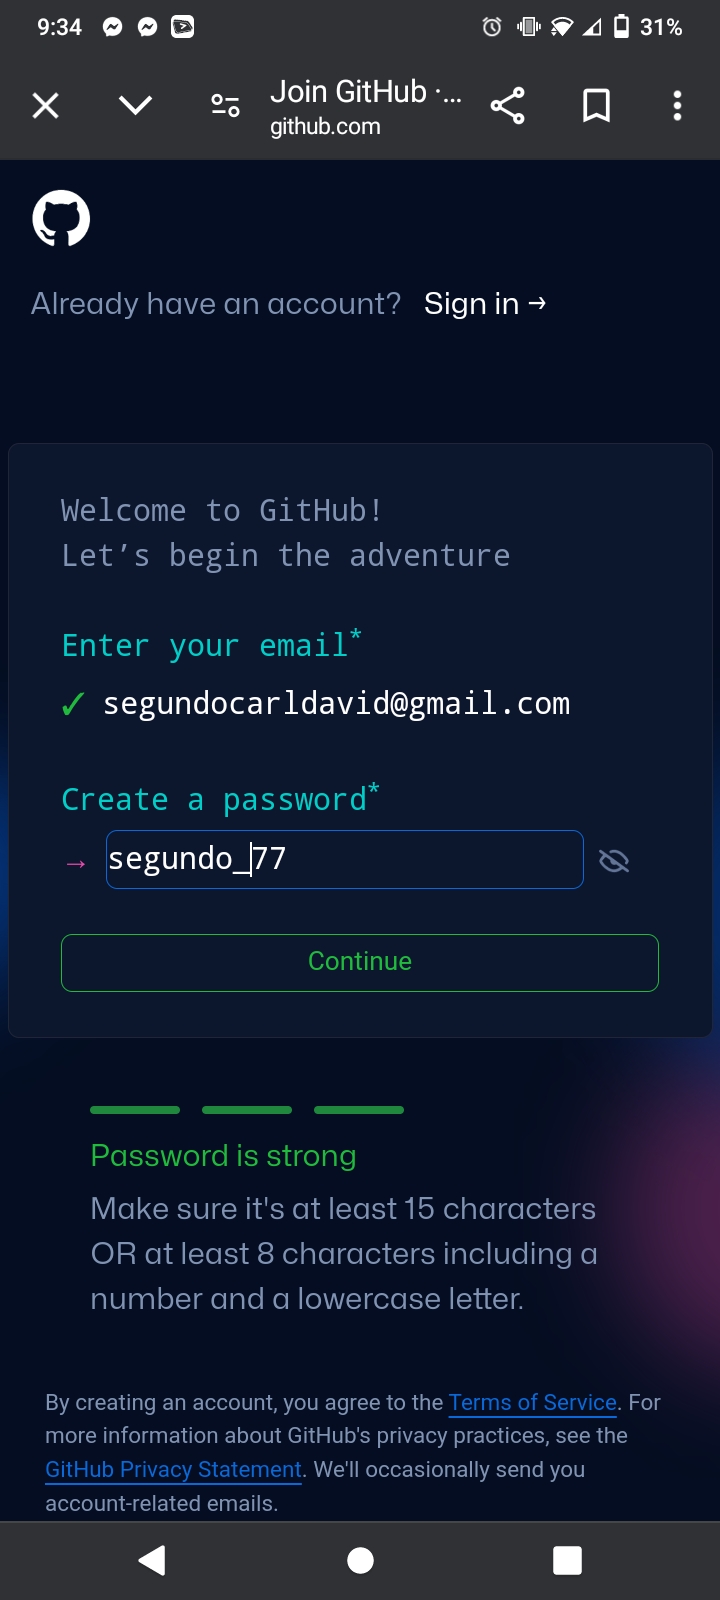 9:34
31%
Join GitHub ·...
github.com
Already have an account? Sign in →
Welcome to GitHub!
Let’s begin the adventure
Enter your email*
✓ segundocarldavid@gmail.com
Create a password*
→ segundo_77
Continue
Password is strong
Make sure it's at least 15 characters
OR at least 8 characters including a
number and a lowercase letter.
By creating an account, you agree to the Terms of Service. For
more information about GitHub's privacy practices, see the
GitHub Privacy Statement. We'll occasionally send you
account-related emails.